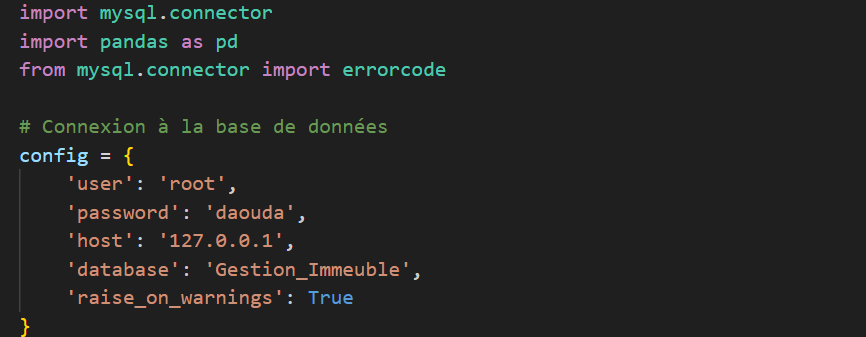 import mysql.connector
import pandas as pd
from mysql.connector import errorcode
# Connexion à la base de données
config = {
    'user': 'root',
    'password': 'daouda',
    'host': '127.0.0.1',
    'database': 'Gestion_Immeuble',
    'raise_on_warnings': True
}